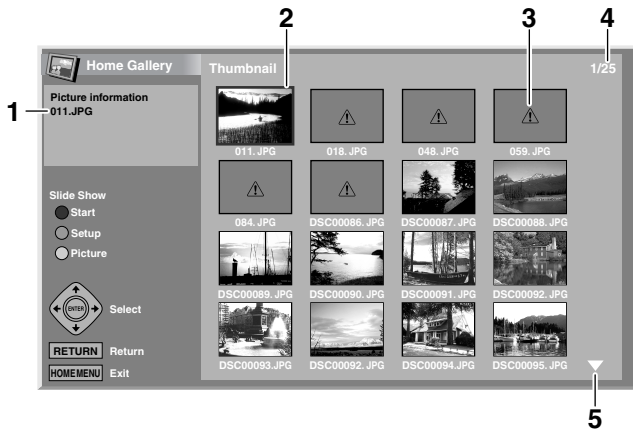 2
3
4
Home Gallery
Thumbnail
1/25
1
Picture information
011.JPG
011. JPG
018. JPG
048. JPG
059. JPG
Slide Show
Start
Setup
Picture
084. JPG
DSC00086. JPG
DSC00087. JPG
DSC00088. JPG
DSC00089. JPG
DSC00090. JPG
DSC00091. JPG
DSC00092. JPG
ENTER
Select
RETURN
Return
HOME MENU
Exit
DSC00093.JPG
DSC00092. JPG
DSC00094.JPG
DSC00095. JPG
5